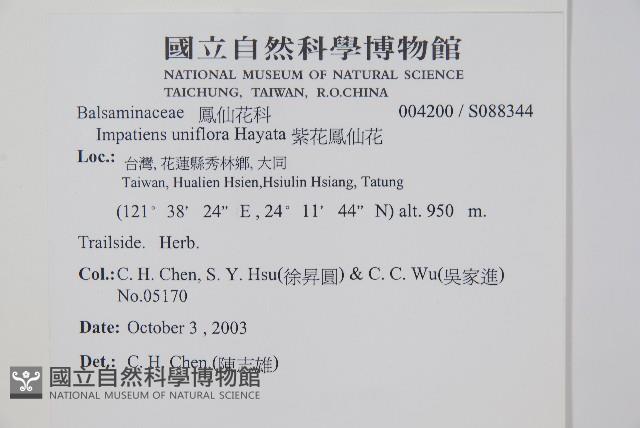 國立自然科學博物館
NATIONAL MUSEUM OF NATURAL SCIENCE
TAICHUNG, TAIWAN, R.O.CHINA
Balsaminaceae 鳳仙花科 004200 / S088344
Impatiens uniflora Hayata 紫花鳳仙花
Loc.: 台灣, 花蓮縣秀林鄉, 大同
Taiwan, Hualien Hsien,Hsiulin Hsiang, Tatung
(121° 38' 24" E , 24° 11' 44" N) alt. 950 m.
Trailside. Herb.
Col.: C. H. Chen, S. Y. Hsu(徐昇圓) & C. C. Wu(吳家進)
No.05170
Date: October 3 , 2003
Det.: C. H. Chen (陳志雄)
國立自然科學博物館
NATIONAL MUSEUM OF NATURAL SCIENCE